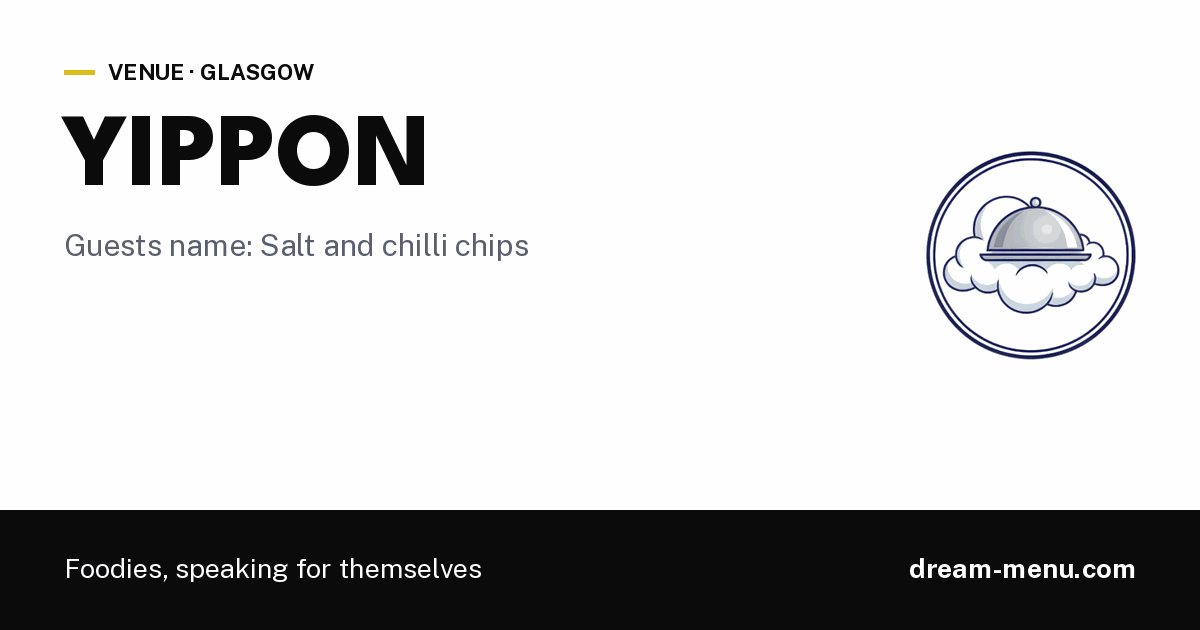 VENUE · GLASGOW
YIPPON
Guests name: Salt and chilli chips
Foodies, speaking for themselves
dream-menu.com